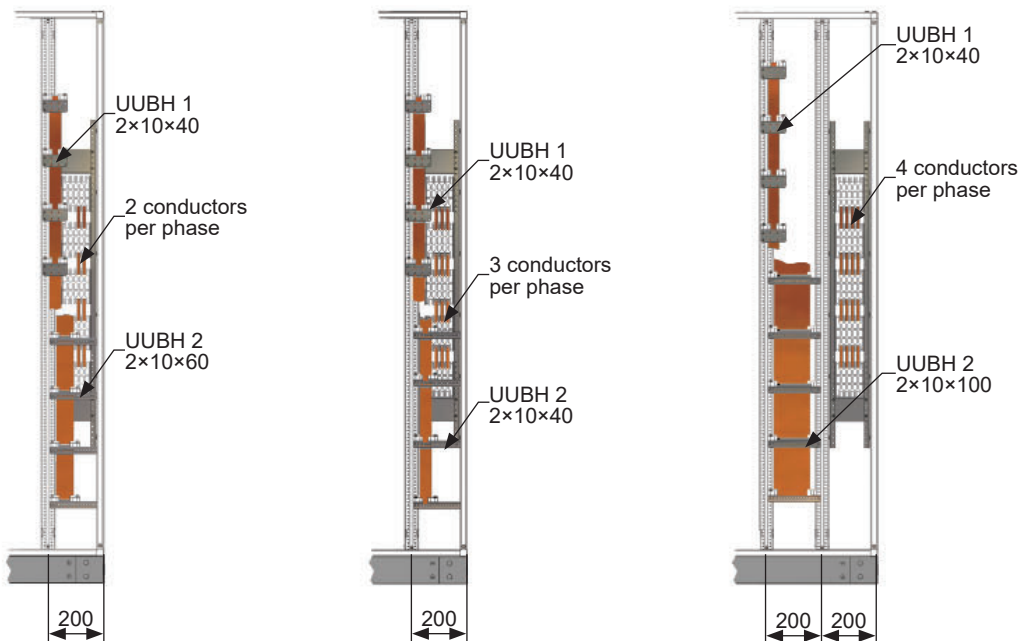 UUBH 1
2×10×40
2 conductors
per phase
UUBH 2
2×10×60
200
UUBH 1
2×10×40
3 conductors
per phase
UUBH 2
2×10×40
200
UUBH 1
2×10×40
4 conductors
per phase
UUBH 2
2×10×100
200
200